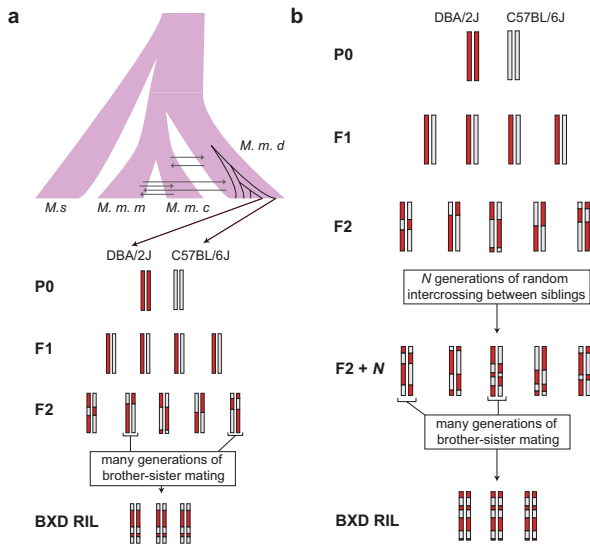 a
M. m. d
M.s
M. m. m
M. m. c
DBA/2J
C57BL/6J
P0
F1
F2
many generations of
brother-sister mating
BXD RIL
b
DBA/2J
C57BL/6J
P0
F1
F2
N generations of random
intercrossing between siblings
F2 + N
many generations of
brother-sister mating
BXD RIL